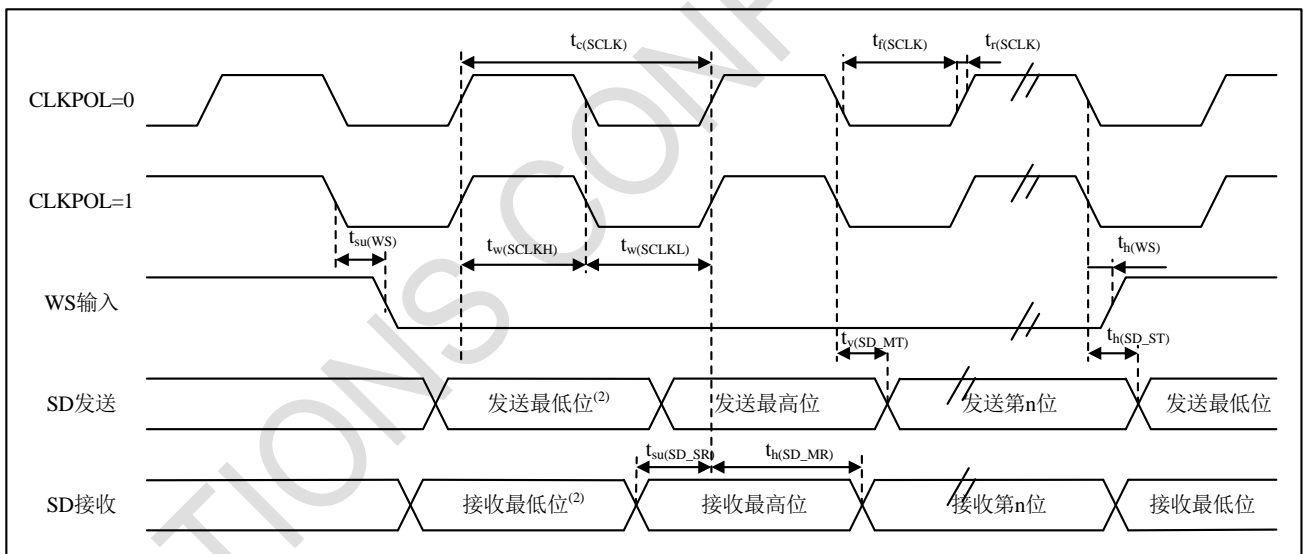 t_c(SCLK) t_f(SCLK) t_r(SCLK)
CLKPOL=0
CLKPOL=1
t_su(WS) t_w(SCLKH) t_w(SCLKL) t_h(WS)
WS输入
t_v(SD_MT) t_h(SD_ST)
SD发送 发送最低位(2) 发送最高位 发送第n位 发送最低位
t_su(SD_SR) t_h(SD_MR)
SD接收 接收最低位(2) 接收最高位 接收第n位 接收最低位
TIONS CONF